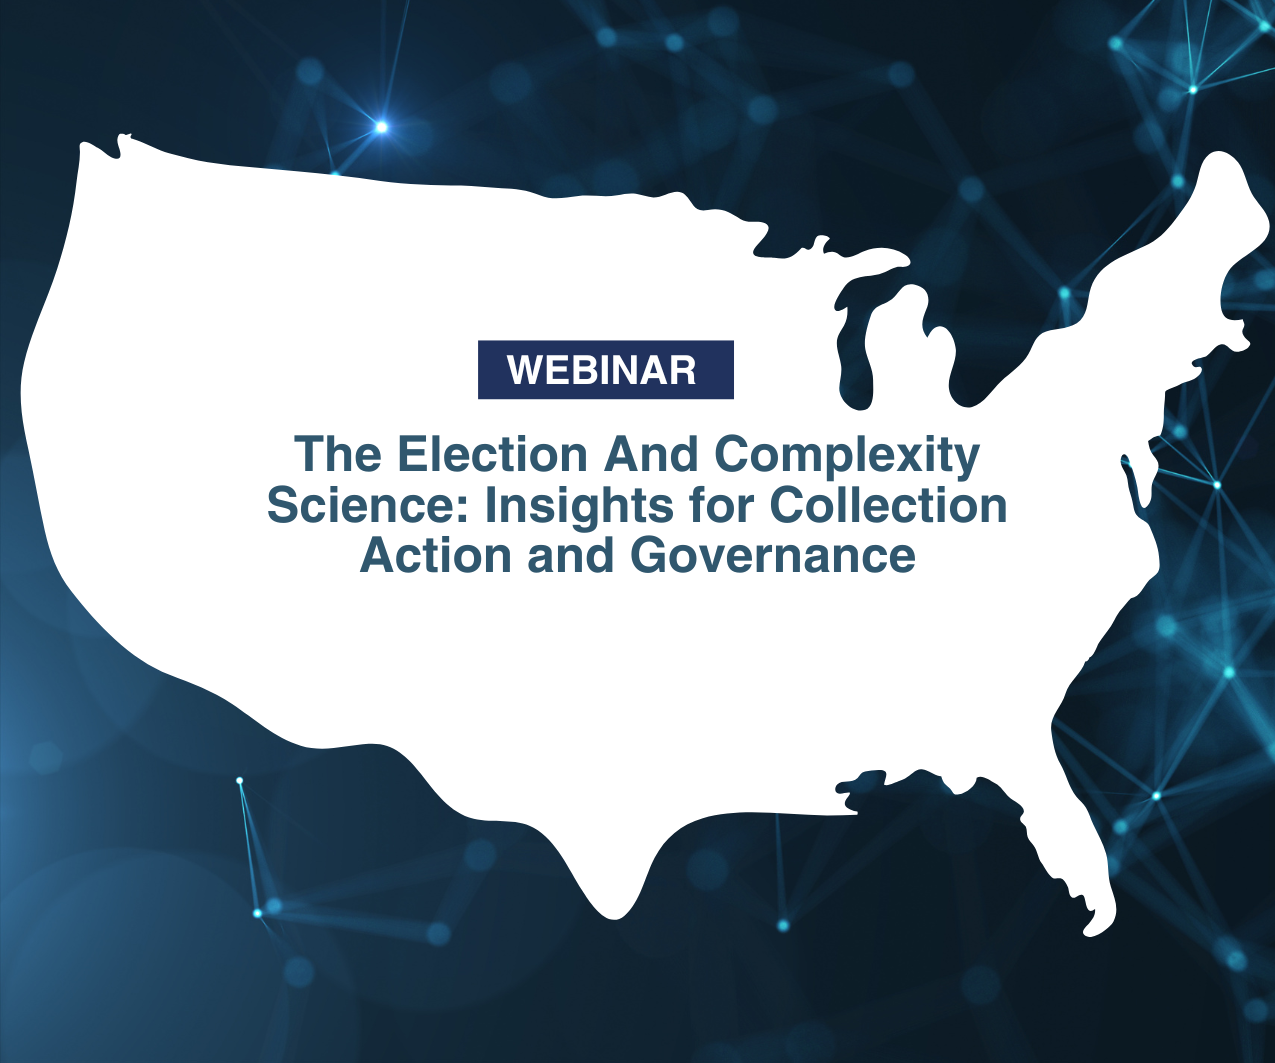 WEBINAR
The Election And Complexity
Science: Insights for Collection
Action and Governance